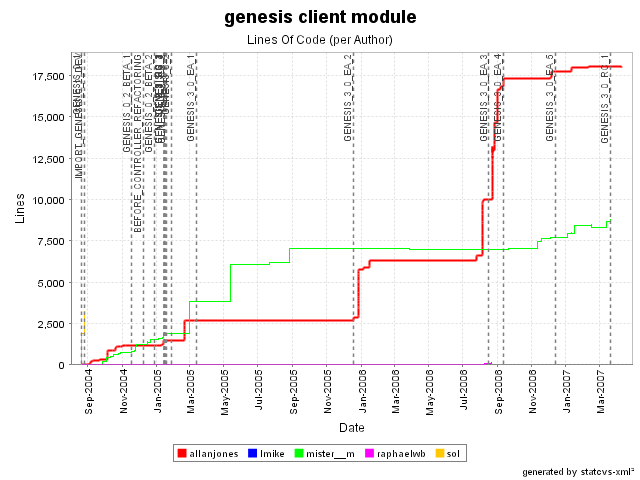 genesis client module
Lines Of Code (per Author)
Lines
17,500
15,000
12,500
10,000
7,500
5,000
2,500
0
GENESIS_0_2_BETA_1
BEFORE_CONTROLLER_REFACTORING
GENESIS_0_2_BETA_2
GENESIS_3_0_EA_1
GENESIS_3_0_EA_2
GENESIS_3_0_EA_3
GENESIS_3_0_EA_4
GENESIS_3_0_EA_5
GENESIS_3_0_RC_1
Sep-2004
Nov-2004
Jan-2005
Mar-2005
May-2005
Jul-2005
Sep-2005
Nov-2005
Jan-2006
Mar-2006
May-2006
Jul-2006
Sep-2006
Nov-2006
Jan-2007
Mar-2007
Date
allanjones lmike mister__m raphaelwb sol
generated by statcvs-xml²